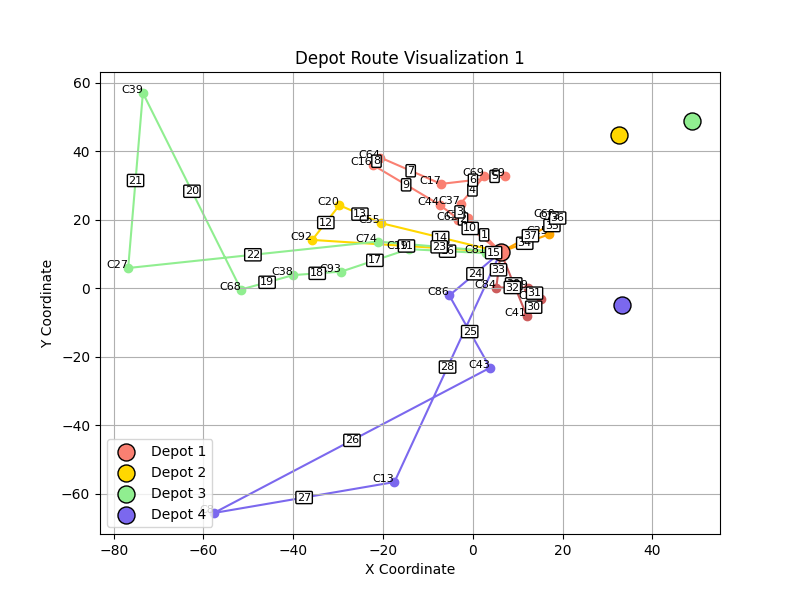 Depot Route Visualization 1
Y Coordinate
60
40
20
0
−20
−40
−60
C39
C64
C16
8
7
9
C17
C69
C9
5
6
4
21
20
C20
C44
C37
3
13
12
C55
10
1
C92
14
C74
C19
23
C81
15
34
37
35
36
22
17
C27
C93
18
C38
19
C68
24
33
C86
C84
32
31
30
C41
25
28
C43
26
C13
27
Depot 1
Depot 2
Depot 3
Depot 4
−80
−60
−40
−20
0
20
40
X Coordinate